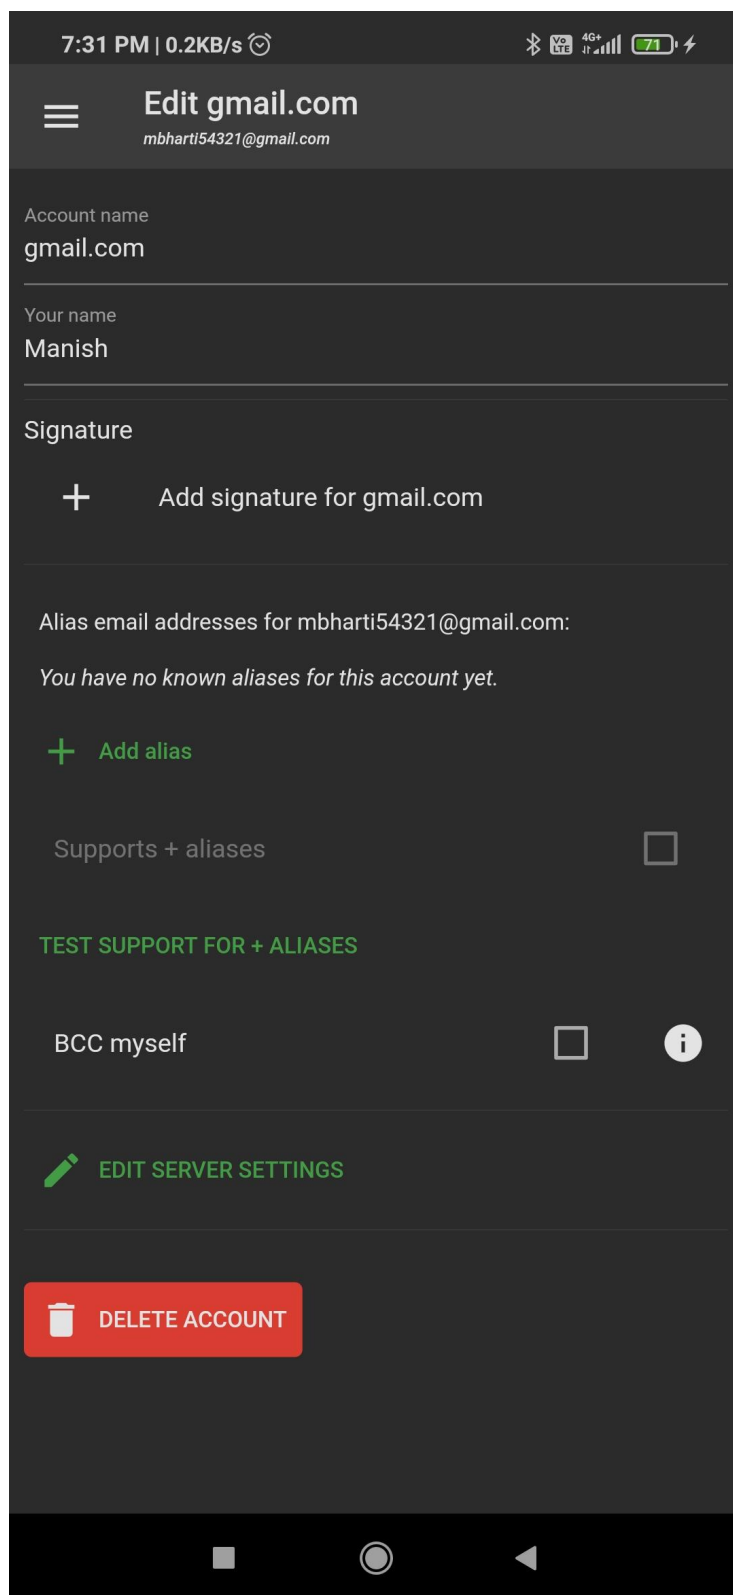 7:31 PM | 0.2KB/s
Vo LTE 4G+ 71
Edit gmail.com
mbharti54321@gmail.com
Account name
gmail.com
Your name
Manish
Signature
+ Add signature for gmail.com
Alias email addresses for mbharti54321@gmail.com:
You have no known aliases for this account yet.
+ Add alias
Supports + aliases
TEST SUPPORT FOR + ALIASES
BCC myself
EDIT SERVER SETTINGS
DELETE ACCOUNT